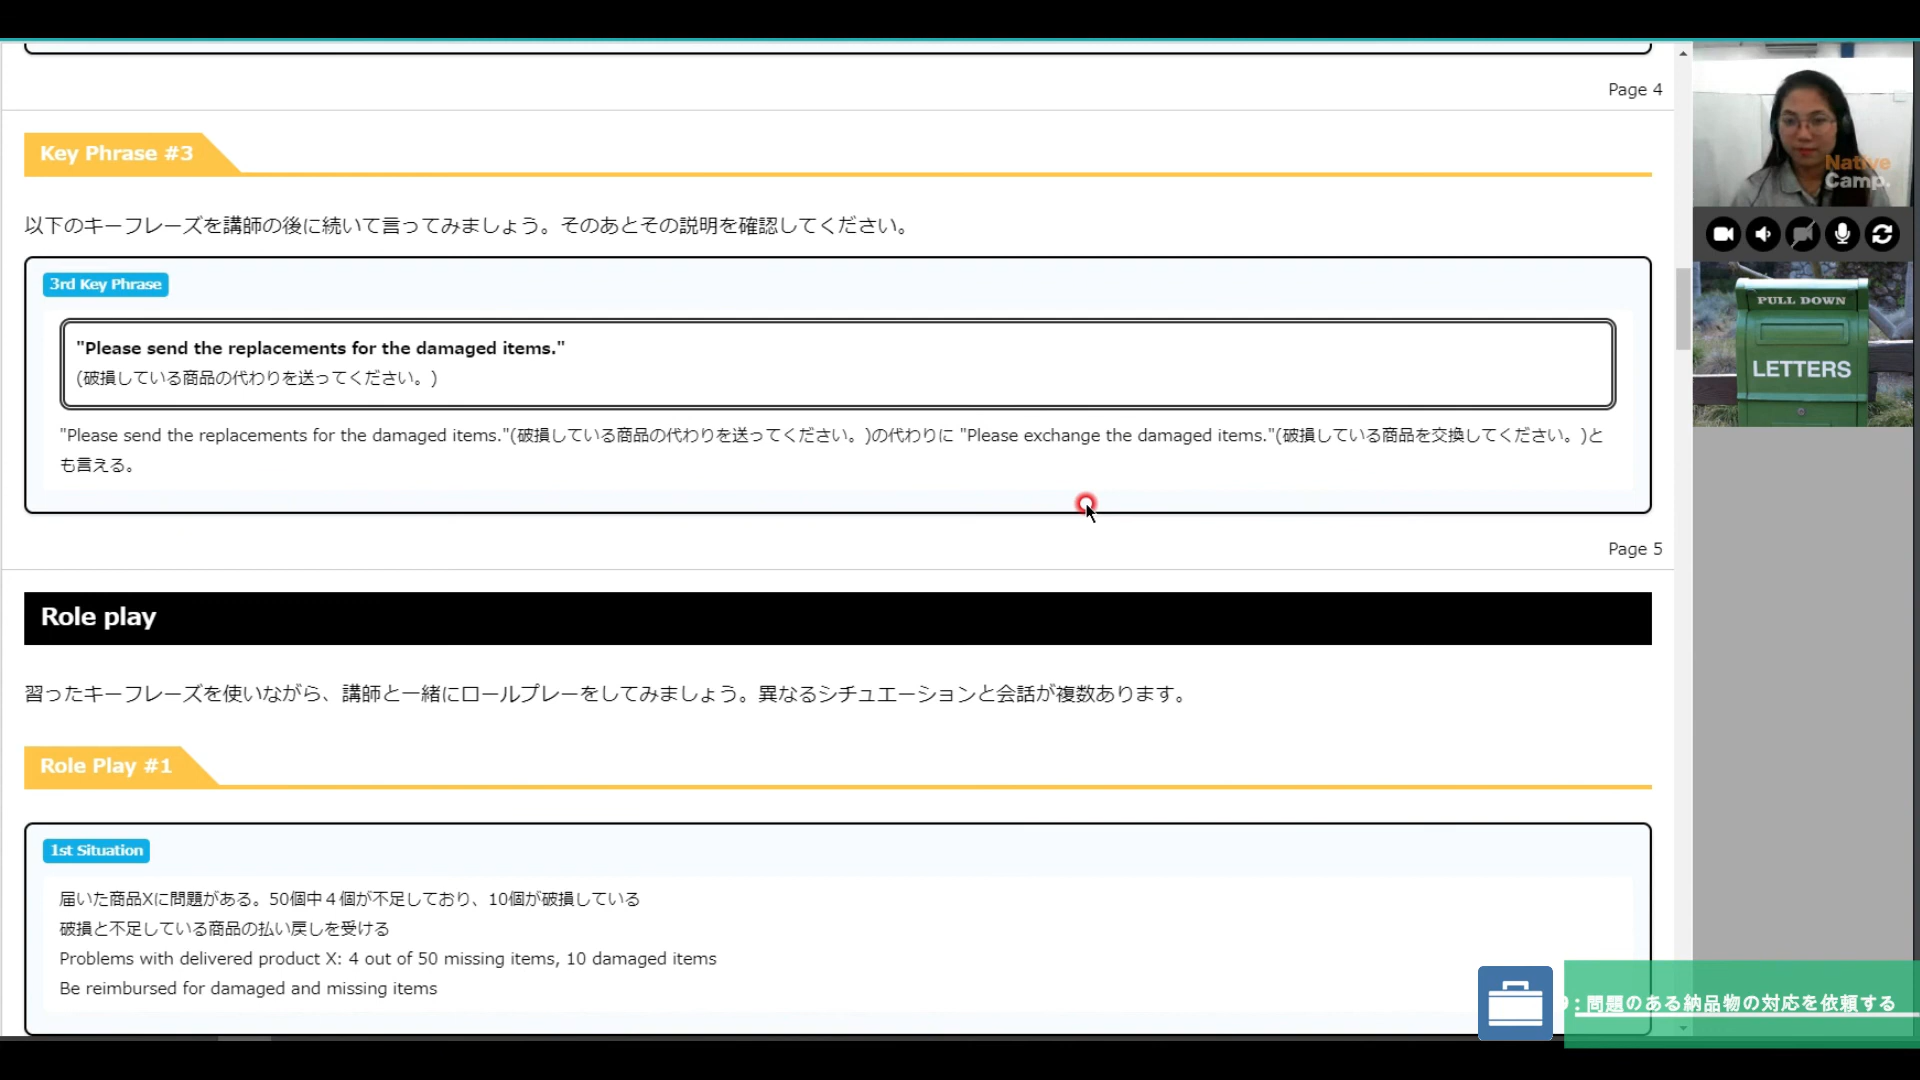 Page 4
Key Phrase #3
以下のキーフレーズを講師の後に続いて言ってみましょう。そのあとその説明を確認してください。
3rd Key Phrase
"Please send the replacements for the damaged items."
(破損している商品の代わりを送ってください。)
"Please send the replacements for the damaged items."(破損している商品の代わりを送ってください。)の代わりに "Please exchange the damaged items."(破損している商品を交換してください。)と
も言える。
Page 5
Role play
習ったキーフレーズを使いながら、講師と一緒にロールプレーをしてみましょう。異なるシチュエーションと会話が複数あります。
Role Play #1
1st Situation
届いた商品Xに問題がある。50個中４個が不足しており、10個が破損している
破損と不足している商品の払い戻しを受ける
Problems with delivered product X: 4 out of 50 missing items, 10 damaged items
Be reimbursed for damaged and missing items
Native
Camp.
PULL DOWN
LETTERS
: 問題のある納品物の対応を依頼する